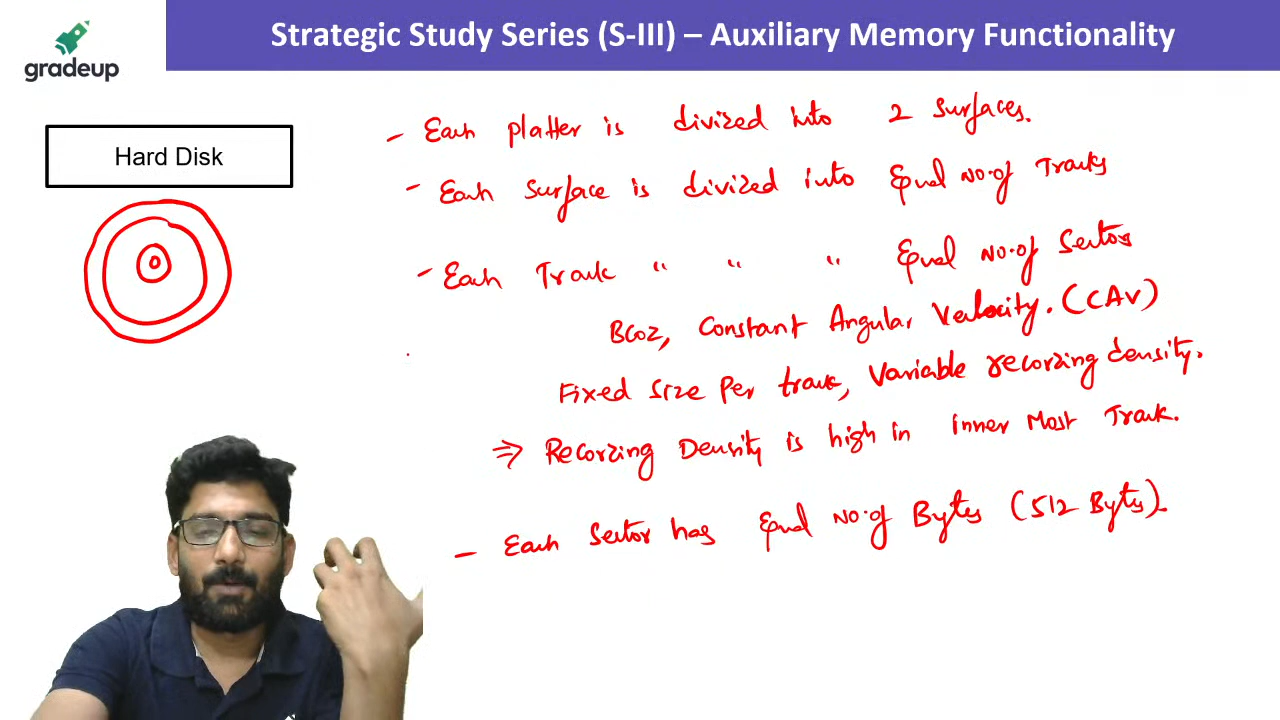 Strategic Study Series (S-III) – Auxiliary Memory Functionality
gradeup
Hard Disk
- Each platter is divided into 2 surfaces.
- Each surface is divided into Equal No.of Tracks
- Each Track " " " Equal No.of Sectors
Bcoz, Constant Angular Velocity. (CAV)
Fixed Size Per track, Variable recording density.
⇒ Recording Density is high in inner Most Track.
- Each Sector has Equal No.of Bytes (512 Bytes).